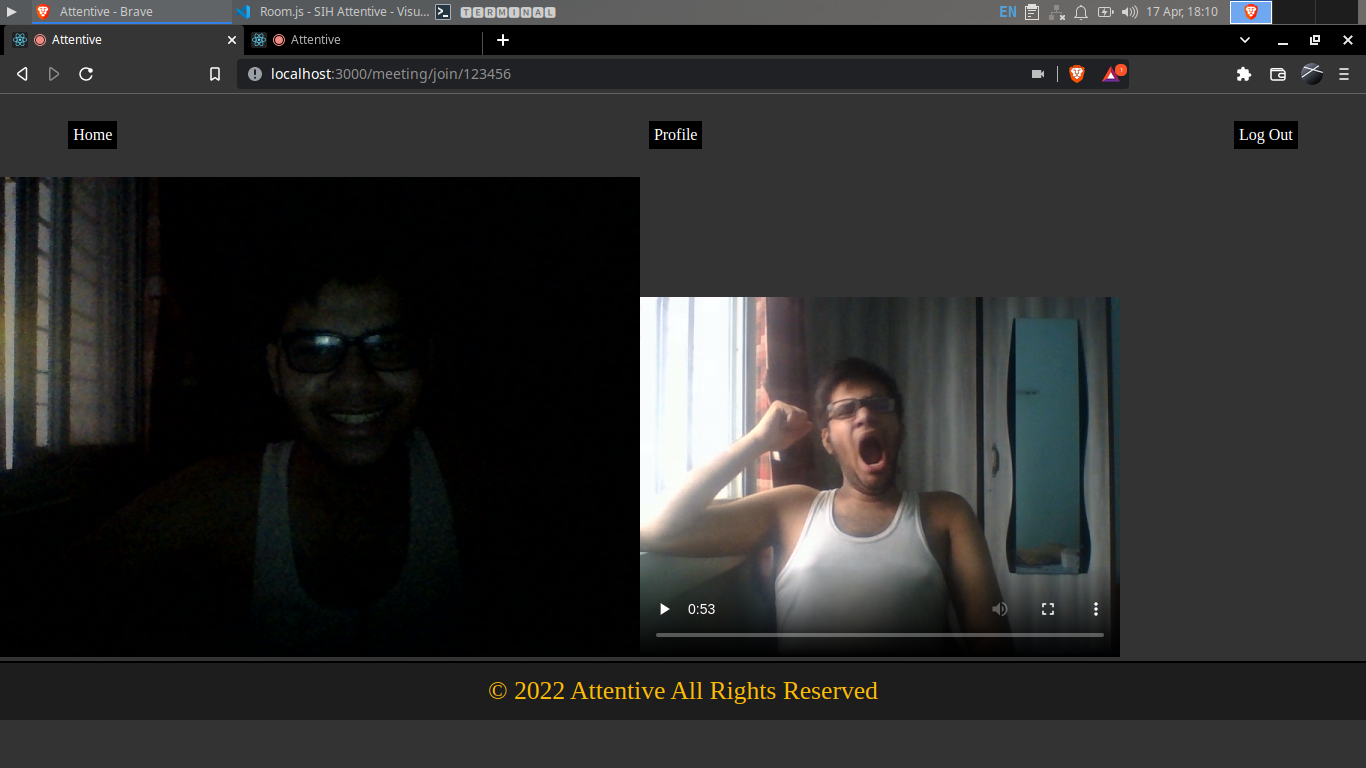 Attentive - Brave
Room.js - SIH Attentive - Visu...
TERMINAL
EN
17 Apr, 18:10
Attentive
Attentive
localhost:3000/meeting/join/123456
1
Home
Profile
Log Out
0:53
© 2022 Attentive All Rights Reserved